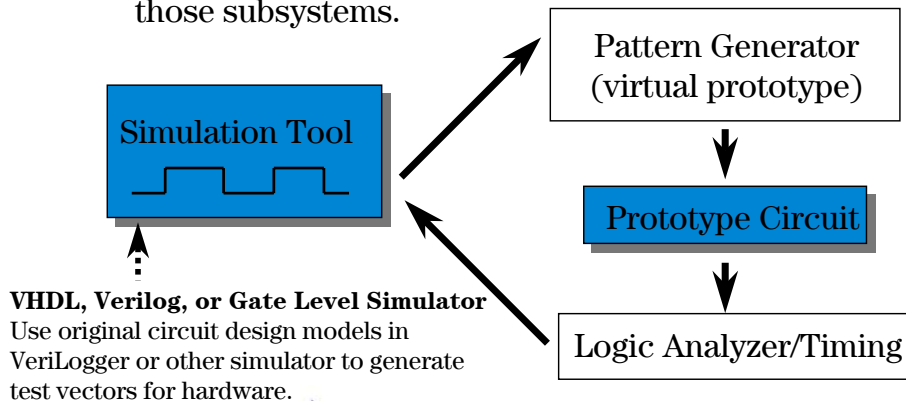 those subsystems.
Pattern Generator
(virtual prototype)
Simulation Tool
Prototype Circuit
VHDL, Verilog, or Gate Level Simulator
Use original circuit design models in
VeriLogger or other simulator to generate
test vectors for hardware.
Logic Analyzer/Timing